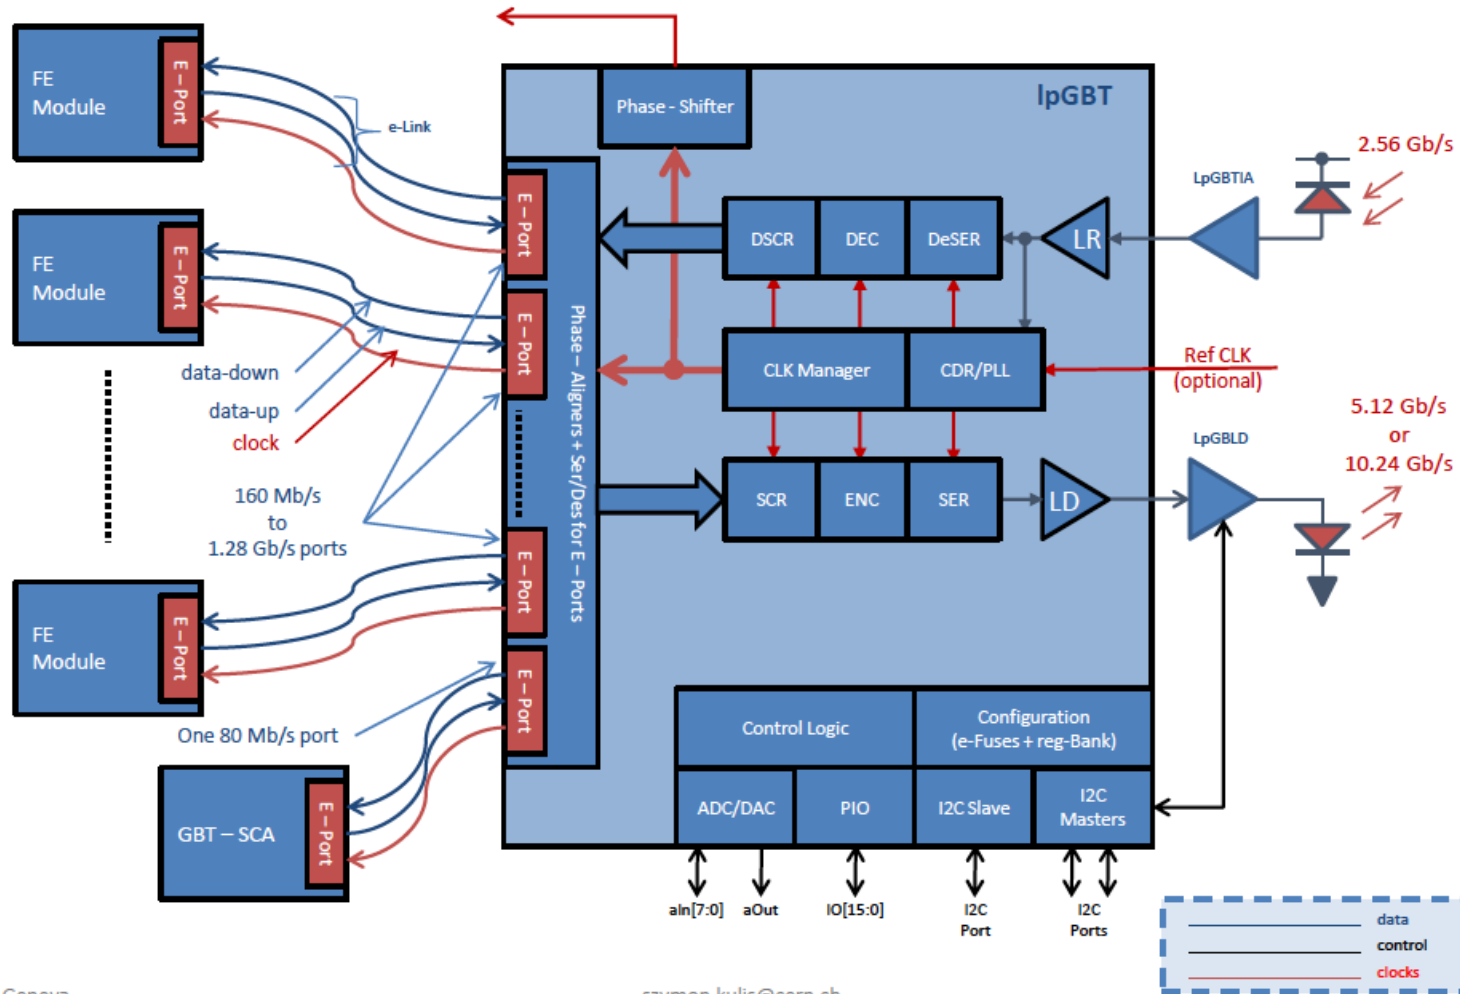 FE
Module
E – Port
e-Link
Phase - Shifter
lpGBT
2.56 Gb/s
LpGBTIA
E – Port
DSCR
DEC
DeSER
LR
FE
Module
E – Port
E – Port
Phase – Aligners + Ser/Des for E – Ports
CLK Manager
CDR/PLL
Ref CLK
(optional)
data-down
data-up
clock
5.12 Gb/s
or
10.24 Gb/s
LpGBLD
160 Mb/s
to
1.28 Gb/s ports
SCR
ENC
SER
LD
FE
Module
E – Port
E – Port
E – Port
One 80 Mb/s port
Control Logic
Configuration
(e-Fuses + reg-Bank)
GBT – SCA
E – Port
ADC/DAC
PIO
I2C Slave
I2C
Masters
aIn[7:0]
aOut
IO[15:0]
I2C
Port
I2C
Ports
data
control
clocks